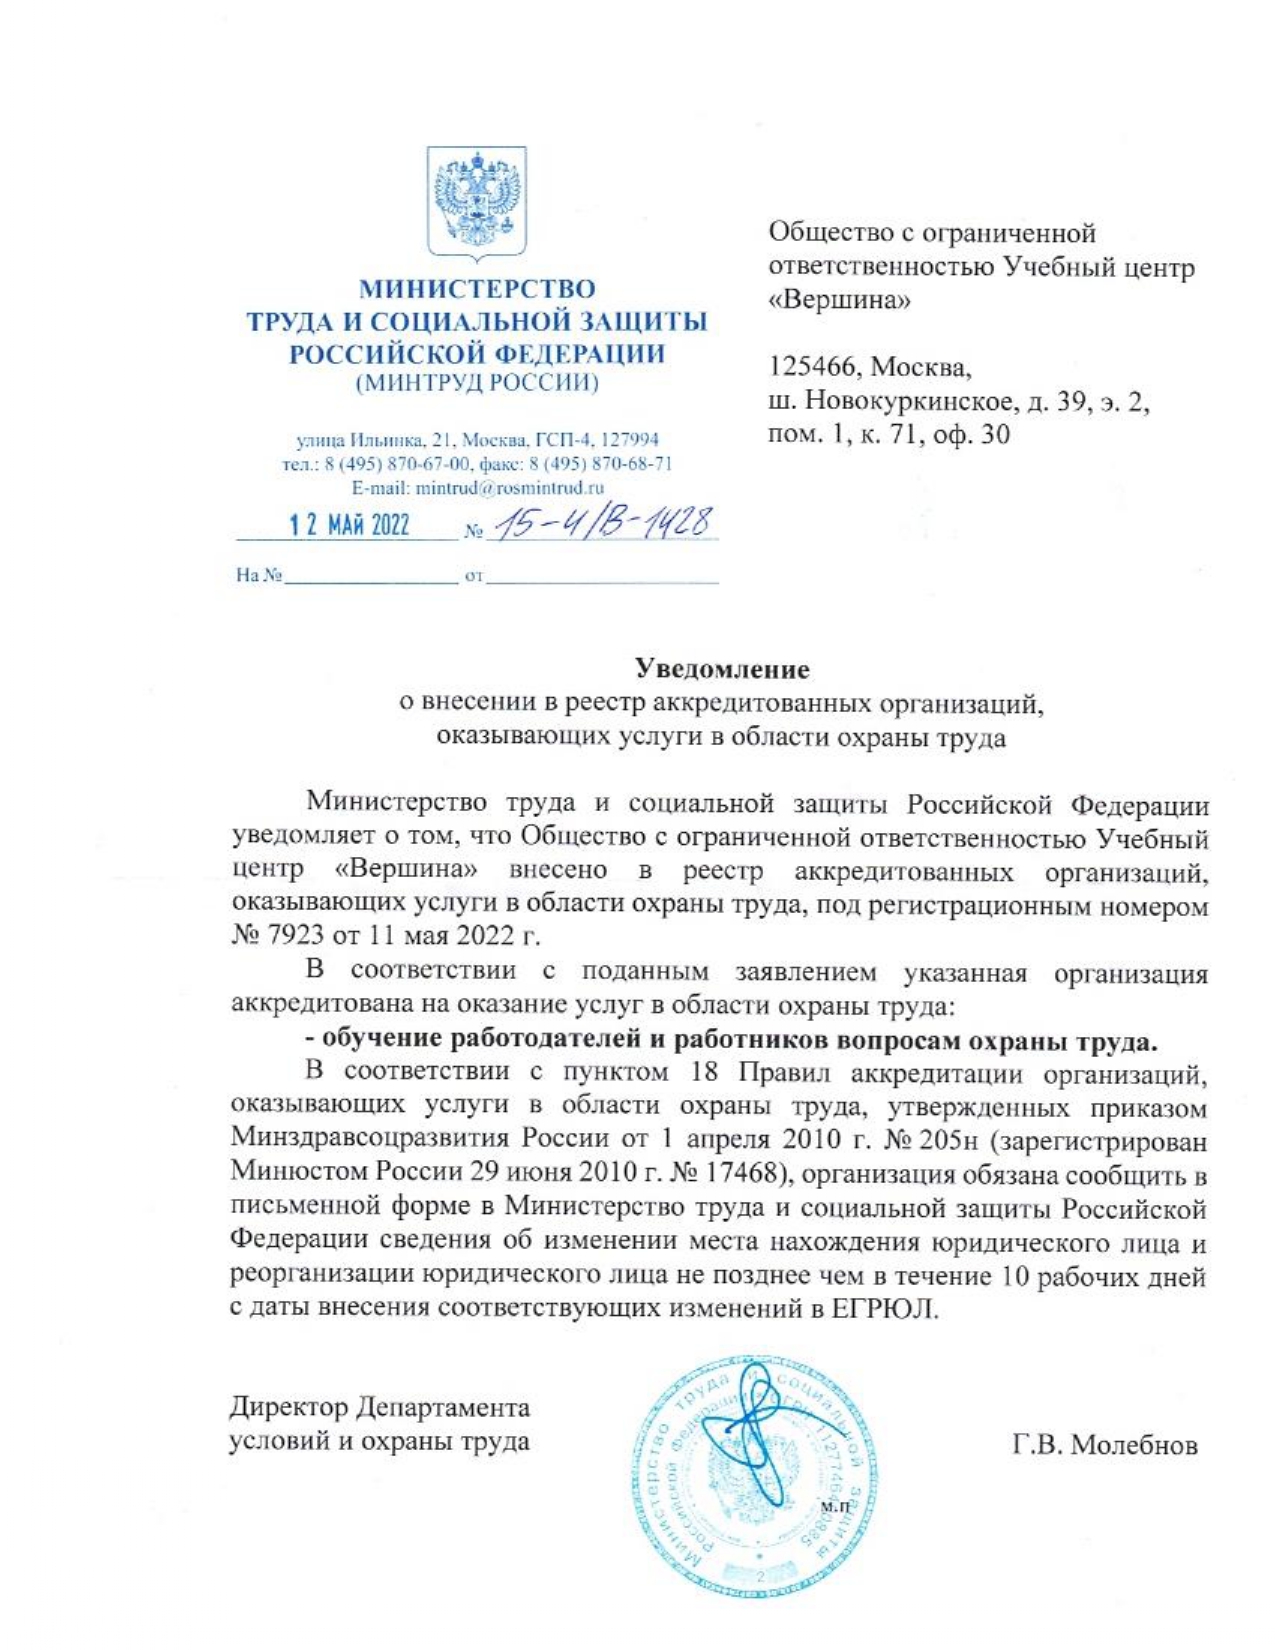 МИНИСТЕРСТВО
ТРУДА И СОЦИАЛЬНОЙ ЗАЩИТЫ
РОССИЙСКОЙ ФЕДЕРАЦИИ
(МИНТРУД РОССИИ)
улица Ильинка, 21, Москва, ГСП-4, 127994
тел.: 8 (495) 870-67-00, факс: 8 (495) 870-68-71
E-mail: mintrud@rosmintrud.ru
12 МАЙ 2022 № 15-4/В-1428
На № от
Общество с ограниченной
ответственностью Учебный центр
«Вершина»
125466, Москва,
ш. Новокуркинское, д. 39, э. 2,
пом. 1, к. 71, оф. 30
Уведомление
о внесении в реестр аккредитованных организаций,
оказывающих услуги в области охраны труда
Министерство труда и социальной защиты Российской Федерации
уведомляет о том, что Общество с ограниченной ответственностью Учебный
центр «Вершина» внесено в реестр аккредитованных организаций,
оказывающих услуги в области охраны труда, под регистрационным номером
№ 7923 от 11 мая 2022 г.
В соответствии с поданным заявлением указанная организация
аккредитована на оказание услуг в области охраны труда:
- обучение работодателей и работников вопросам охраны труда.
В соответствии с пунктом 18 Правил аккредитации организаций,
оказывающих услуги в области охраны труда, утвержденных приказом
Минздравсоцразвития России от 1 апреля 2010 г. № 205н (зарегистрирован
Минюстом России 29 июня 2010 г. № 17468), организация обязана сообщить в
письменной форме в Министерство труда и социальной защиты Российской
Федерации сведения об изменении места нахождения юридического лица и
реорганизации юридического лица не позднее чем в течение 10 рабочих дней
с даты внесения соответствующих изменений в ЕГРЮЛ.
Директор Департамента
условий и охраны труда
Г.В. Молебнов
Министерство труда и социальной защиты
Российской Федерации
м.п
2